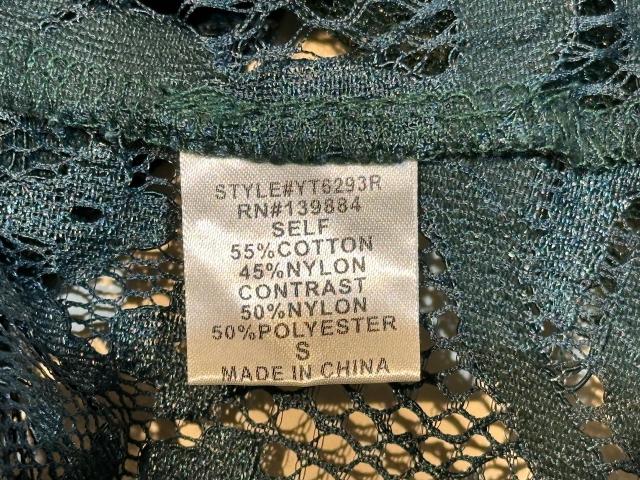 STYLE#YT6293R
RN#139884
SELF
55%COTTON
45%NYLON
CONTRAST
50%NYLON
50%POLYESTER
S
MADE IN CHINA